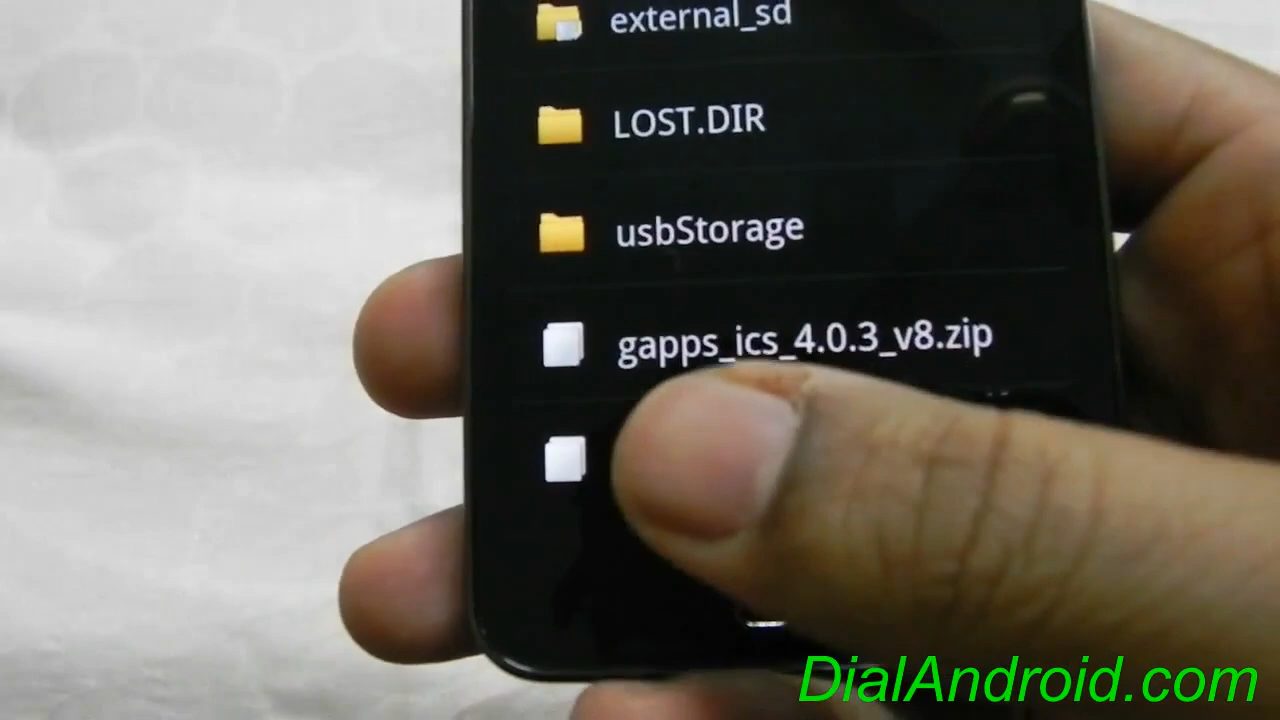 external_sd
LOST.DIR
usbStorage
gapps_ics_4.0.3_v8.zip
DialAndroid.com